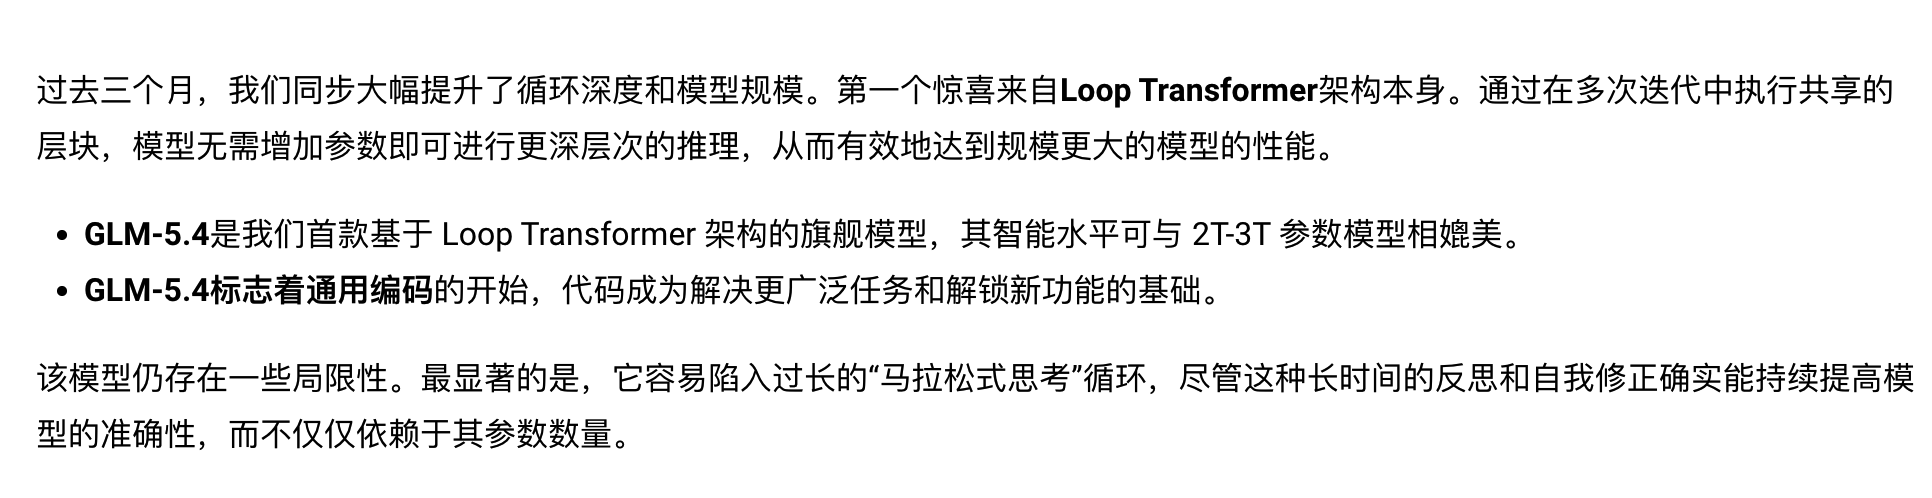 过去三个月，我们同步大幅提升了循环深度和模型规模。第一个惊喜来自Loop Transformer架构本身。通过在多次迭代中执行共享的
层块，模型无需增加参数即可进行更深层次的推理，从而有效地达到规模更大的模型的性能。
• GLM-5.4是我们首款基于 Loop Transformer 架构的旗舰模型，其智能水平可与 2T-3T 参数模型相媲美。
• GLM-5.4标志着通用编码的开始，代码成为解决更广泛任务和解锁新功能的基础。
该模型仍存在一些局限性。最显著的是，它容易陷入过长的“马拉松式思考”循环，尽管这种长时间的反思和自我修正确实能持续提高模
型的准确性，而不仅仅依赖于其参数数量。